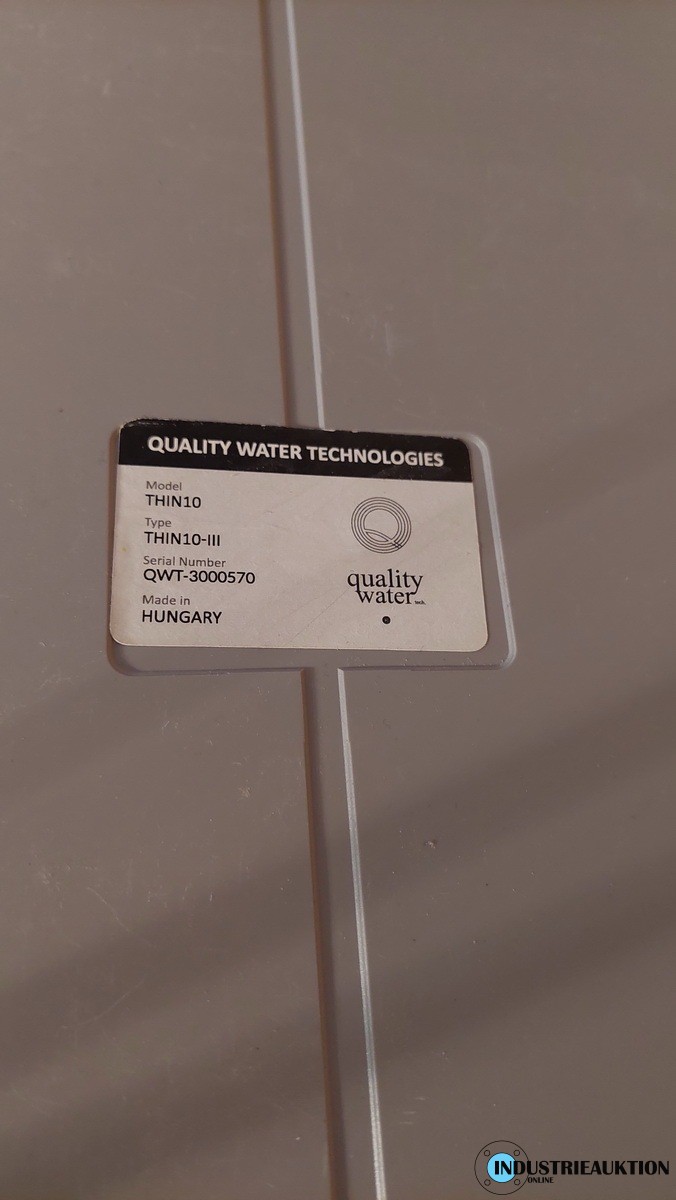 QUALITY WATER TECHNOLOGIES
Model
THIN10
Type
THIN10-III
Serial Number
QWT-3000570
Made in
HUNGARY
quality
water tech.
INDUSTRIEAUKTION
ONLINE